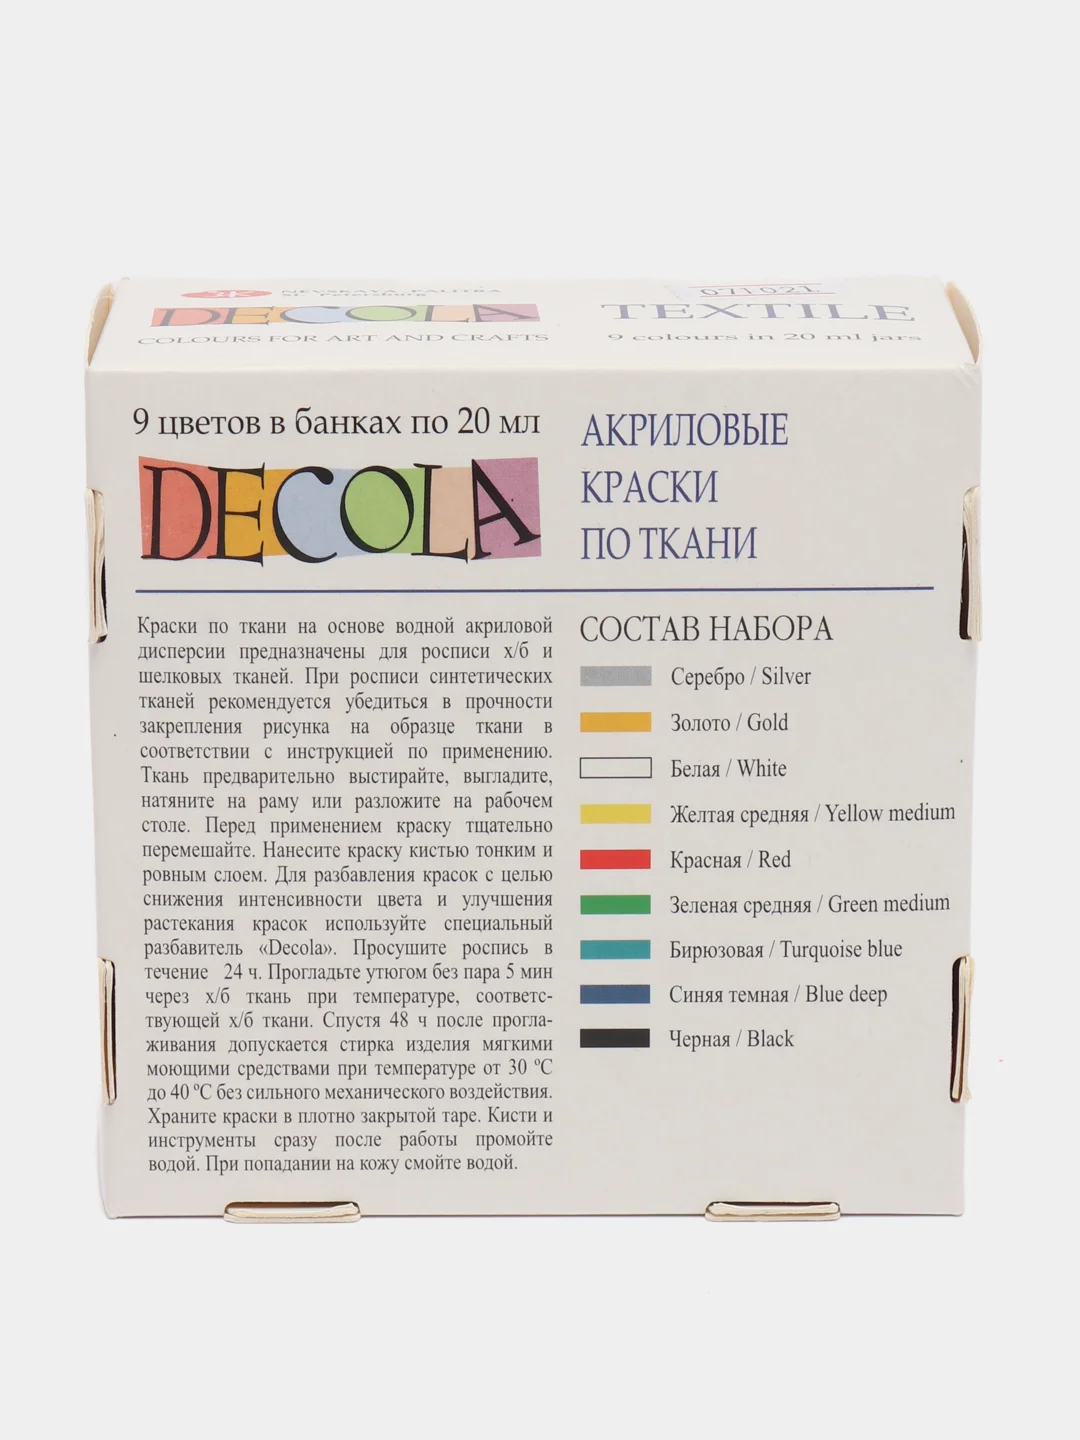 NEVSKAYA PALITRA
St. Petersburg
DECOLA
COLOURS FOR ART AND CRAFTS
071021
TEXTILE
9 colours in 20 ml jars
9 цветов в банках по 20 мл
DECOLA
АКРИЛОВЫЕ
КРАСКИ
ПО ТКАНИ
Краски по ткани на основе водной акриловой
дисперсии предназначены для росписи х/б и
шелковых тканей. При росписи синтетических
тканей рекомендуется убедиться в прочности
закрепления рисунка на образце ткани в
соответствии с инструкцией по применению.
Ткань предварительно выстирайте, выгладите,
натяните на раму или разложите на рабочем
столе. Перед применением краску тщательно
перемешайте. Нанесите краску кистью тонким и
ровным слоем. Для разбавления красок с целью
снижения интенсивности цвета и улучшения
растекания красок используйте специальный
разбавитель «Decola». Просушите роспись в
течение 24 ч. Прогладьте утюгом без пара 5 мин
через х/б ткань при температуре, соответс-
твующей х/б ткани. Спустя 48 ч после прогла-
живания допускается стирка изделия мягкими
моющими средствами при температуре от 30 ºС
до 40 ºС без сильного механического воздействия.
Храните краски в плотно закрытой таре. Кисти и
инструменты сразу после работы промойте
водой. При попадании на кожу смойте водой.
СОСТАВ НАБОРА
Серебро / Silver
Золото / Gold
Белая / White
Желтая средняя / Yellow medium
Красная / Red
Зеленая средняя / Green medium
Бирюзовая / Turquoise blue
Синяя темная / Blue deep
Черная / Black